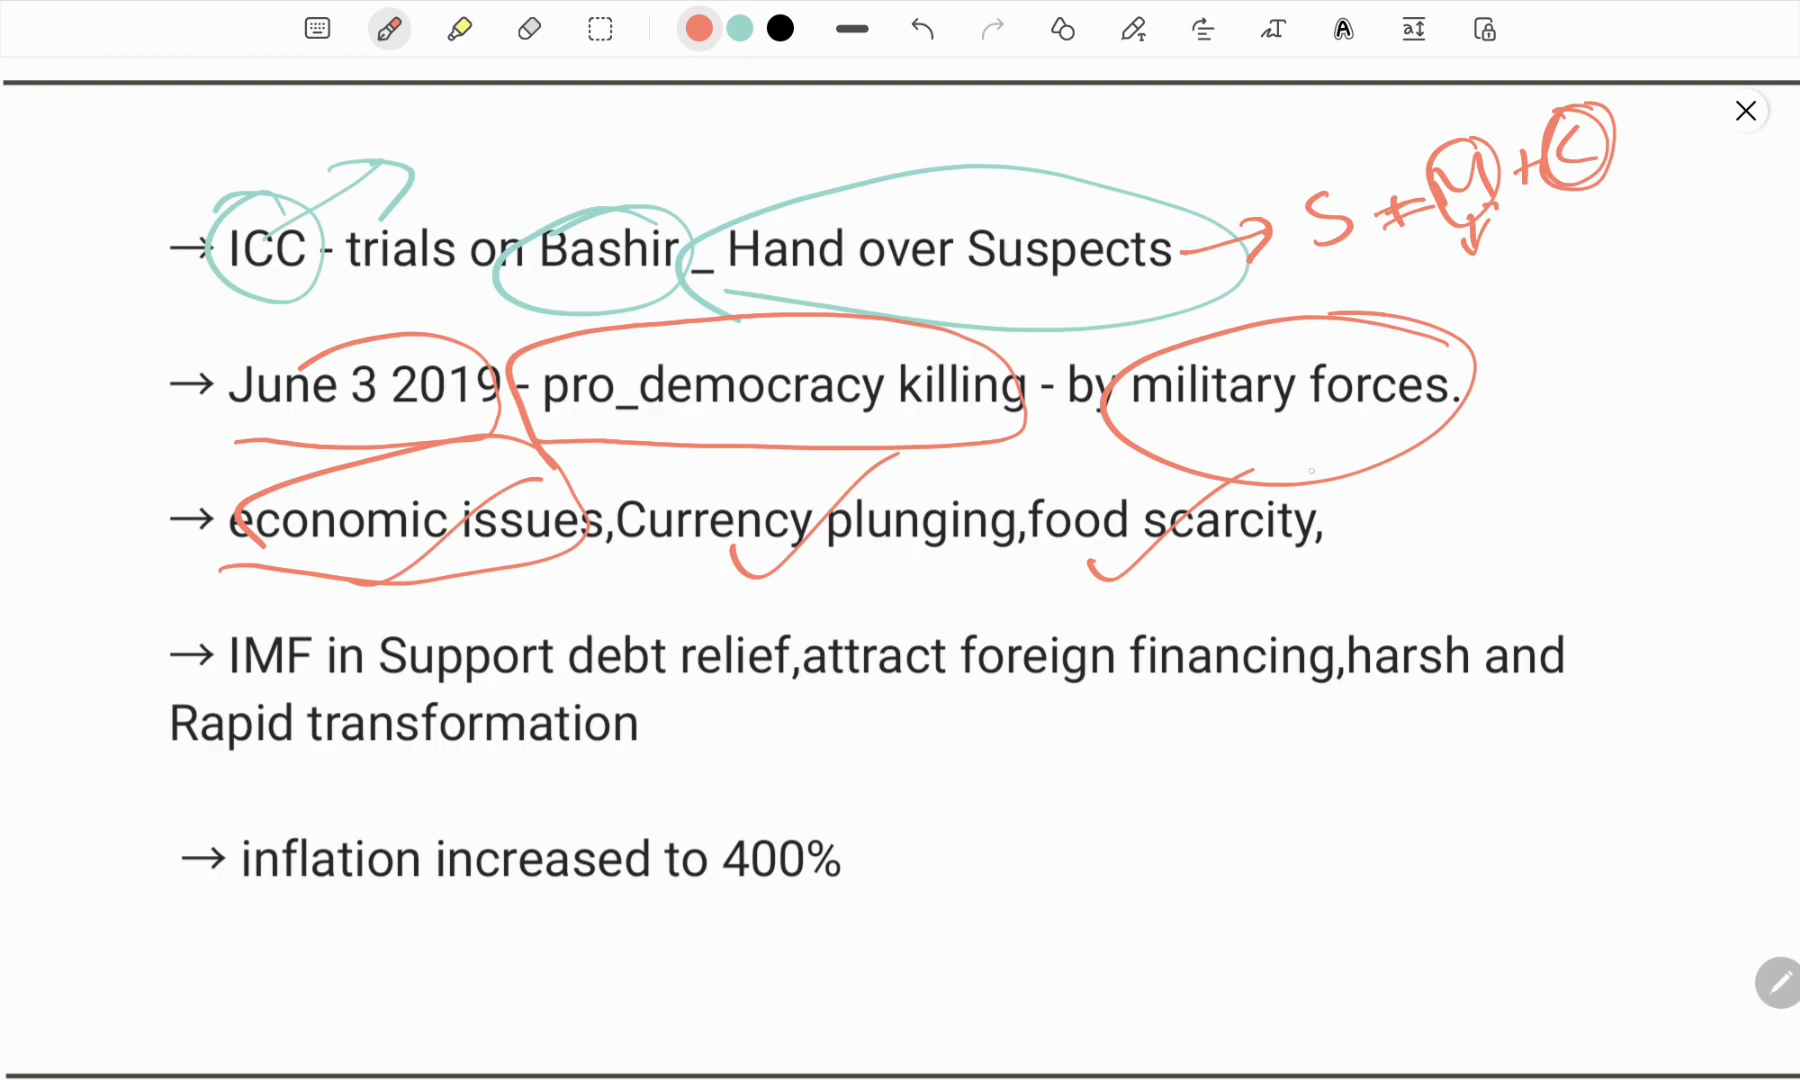 → ICC - trials on Bashir _ Hand over Suspects → S ≠ M + C
→ June 3 2019 - pro_democracy killing - by military forces.
→ economic issues,Currency plunging,food scarcity,
→ IMF in Support debt relief,attract foreign financing,harsh and
Rapid transformation
→ inflation increased to 400%